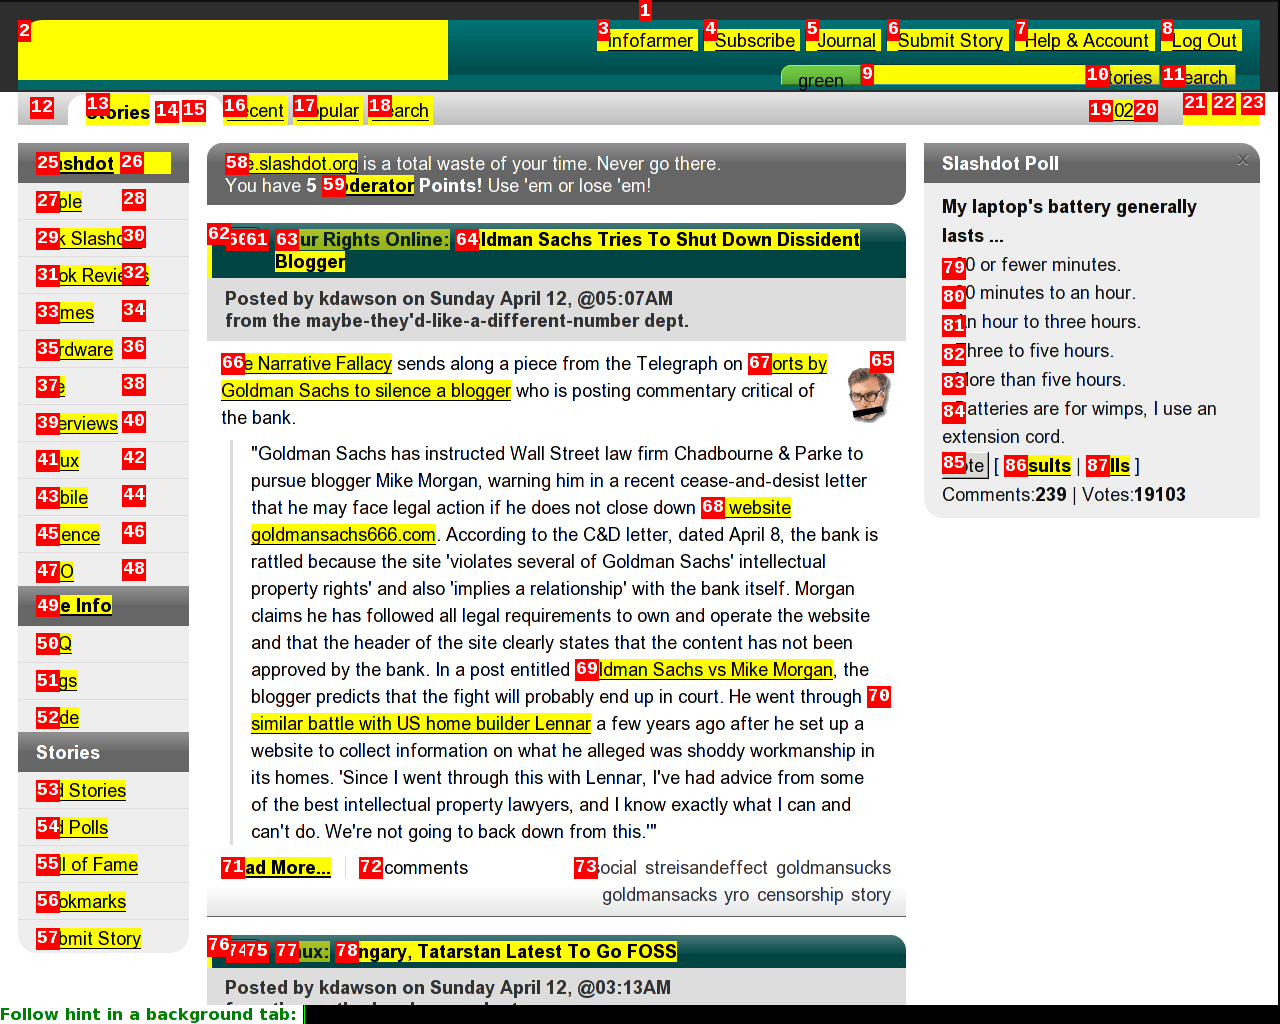 1
2
3 Infofarmer 4 Subscribe 5 Journal 6 Submit Story 7 Help & Account 8 Log Out
green 9 10 tories 11 earch
12 13 Stories 14 15 16 ecent 17 opular 18 earch 19 02 20 21 22 23
25 ashdot 26
27 ple 28
29 k Slashdo 30
31 ok Revie 32 s
33 mes 34
35 rdware 36
37 e 38
39 erviews 40
41 ux 42
43 bile 44
45 ence 46
47 O 48
49 e Info
50 Q
51 gs
52 de
Stories
53 d Stories
54 d Polls
55 ll of Fame
56 okmarks
57 bmit Story
58 e.slashdot.org is a total waste of your time. Never go there.
You have 5 59 oderator Points! Use 'em or lose 'em!
62 60 61 63 ur Rights Online: 64 ldman Sachs Tries To Shut Down Dissident
Blogger
Posted by kdawson on Sunday April 12, @05:07AM
from the maybe-they'd-like-a-different-number dept.
65
66 e Narrative Fallacy sends along a piece from the Telegraph on 67 orts by
Goldman Sachs to silence a blogger who is posting commentary critical of
the bank.
"Goldman Sachs has instructed Wall Street law firm Chadbourne & Parke to
pursue blogger Mike Morgan, warning him in a recent cease-and-desist letter
that he may face legal action if he does not close down 68 website
goldmansachs666.com. According to the C&D letter, dated April 8, the bank is
rattled because the site 'violates several of Goldman Sachs' intellectual
property rights' and also 'implies a relationship' with the bank itself. Morgan
claims he has followed all legal requirements to own and operate the website
and that the header of the site clearly states that the content has not been
approved by the bank. In a post entitled 69 ldman Sachs vs Mike Morgan, the
blogger predicts that the fight will probably end up in court. He went through 70
similar battle with US home builder Lennar a few years ago after he set up a
website to collect information on what he alleged was shoddy workmanship in
its homes. 'Since I went through this with Lennar, I've had advice from some
of the best intellectual property lawyers, and I know exactly what I can and
can't do. We're not going to back down from this.'"
71 ad More... 72 comments 73 social streisandeffect goldmansucks
goldmansacks yro censorship story
76 74 75 77 ux: 78 ngary, Tatarstan Latest To Go FOSS
Posted by kdawson on Sunday April 12, @03:13AM
Slashdot Poll ×
My laptop's battery generally
lasts ...
79 0 or fewer minutes.
80 0 minutes to an hour.
81 n hour to three hours.
82 hree to five hours.
83 More than five hours.
84 atteries are for wimps, I use an
extension cord.
85 te [ 86 sults | 87 lls ]
Comments:239 | Votes:19103
Follow hint in a background tab: